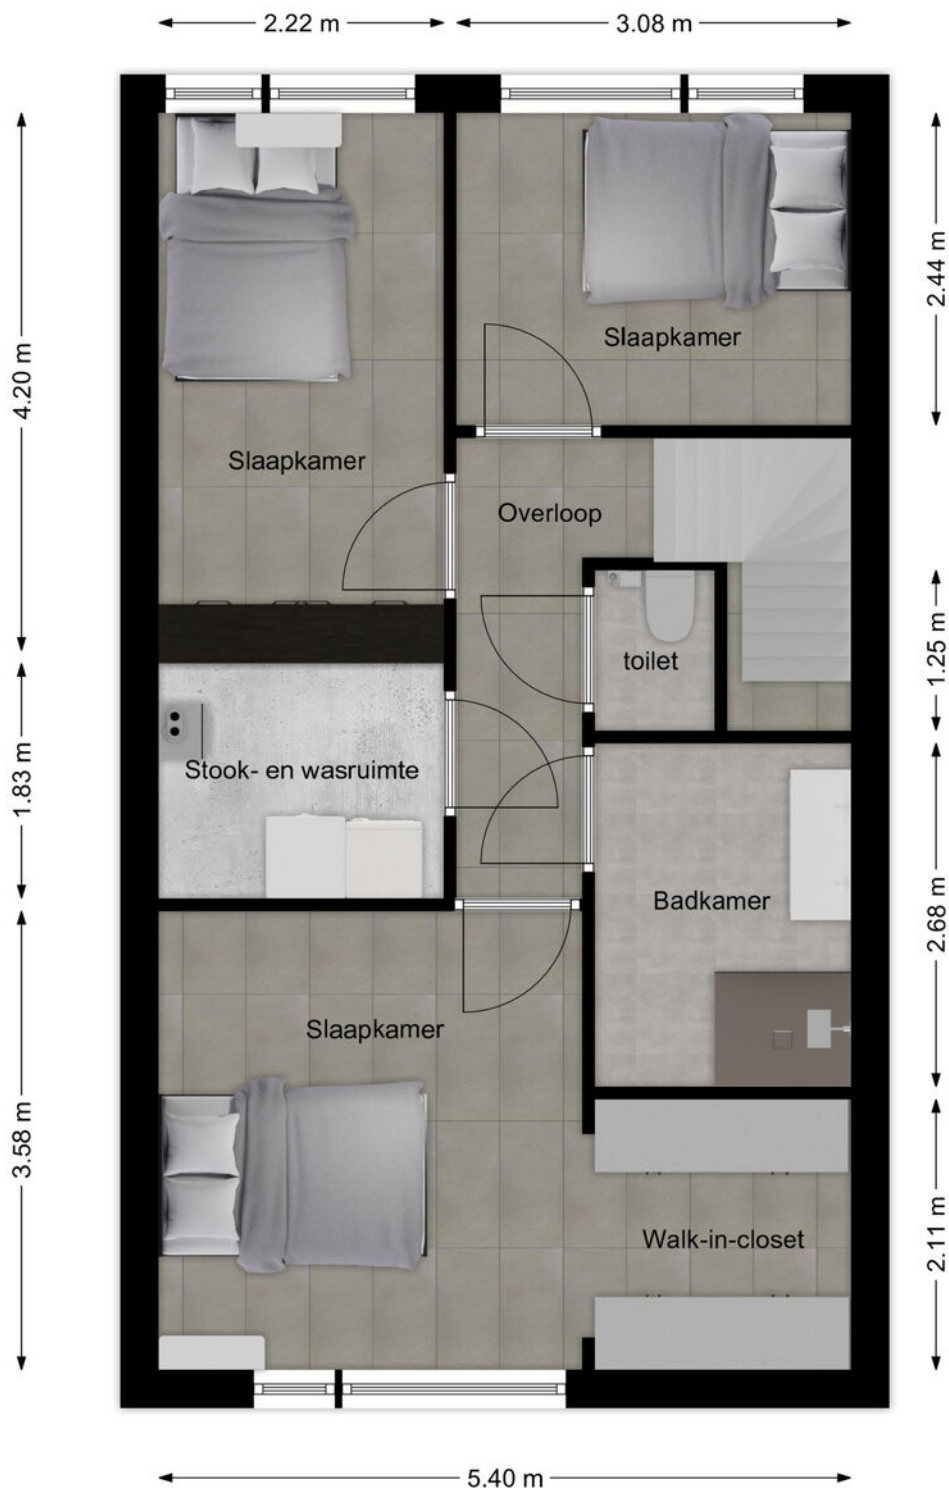 2.22 m
3.08 m
4.20 m
2.44 m
Slaapkamer
Slaapkamer
Overloop
toilet
1.25 m
Stook- en wasruimte
1.83 m
Badkamer
2.68 m
Slaapkamer
3.58 m
Walk-in-closet
2.11 m
5.40 m